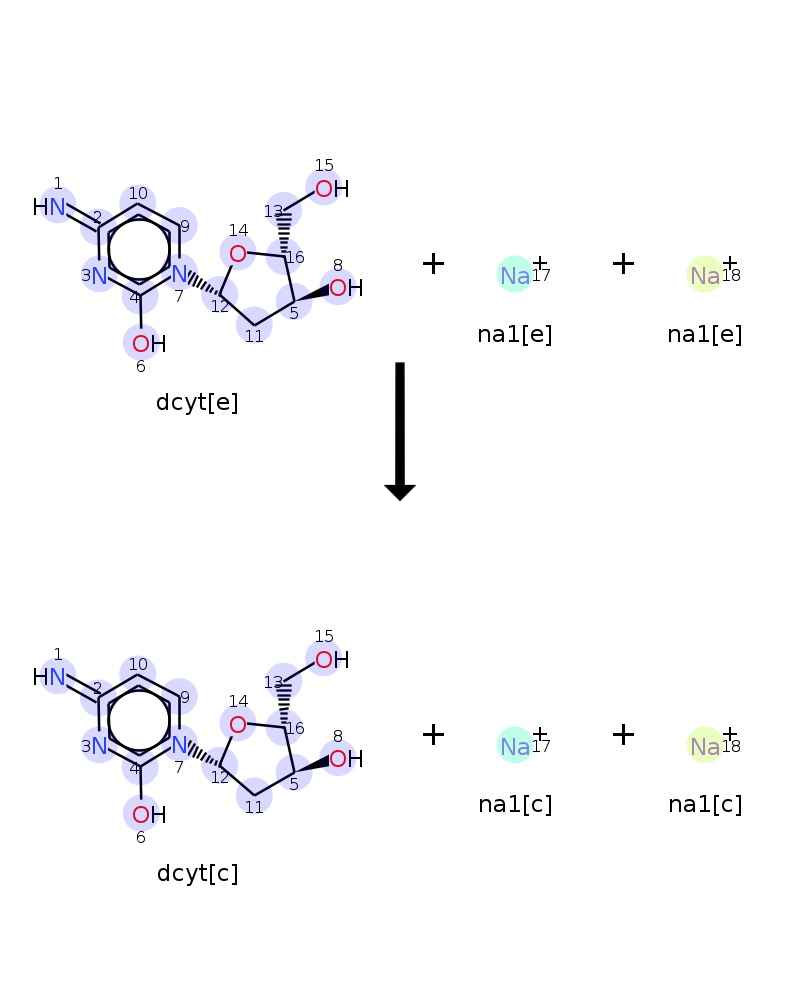 15
1
HN
10
OH
13
2
9
14
O
16
3 N
N
8
OH
4
7
12
5
11
OH
6
+
Na+ 17
+
Na+ 18
na1[e]
na1[e]
dcyt[e]
15
1
HN
10
OH
13
2
9
14
O
16
3 N
N
8
OH
4
7
12
5
11
OH
6
+
Na+ 17
+
Na+ 18
na1[c]
na1[c]
dcyt[c]